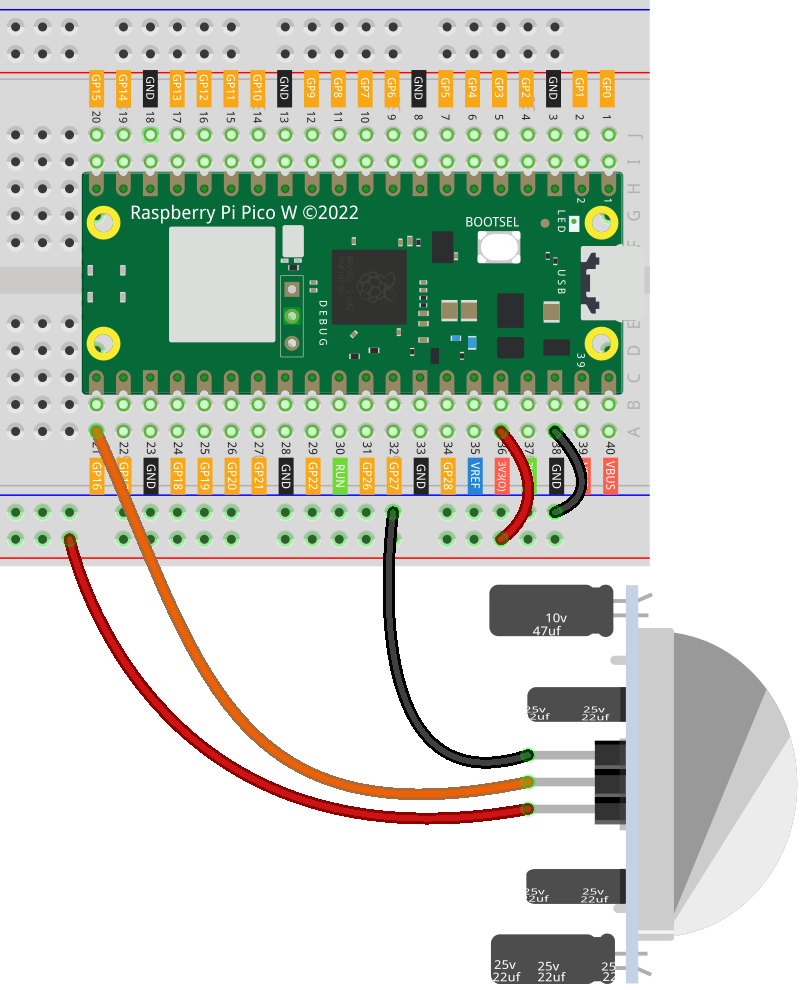 GP15 GP14 GND GP13 GP12 GP11 GP10 GND GP9 GP8 GP7 GP6 GND GP5 GP4 GP3 GP2 GND GP1 GP0
20 19 18 17 16 15 14 13 12 11 10 9 8 7 6 5 4 3 2 1
J
I
H
2 1
Raspberry Pi Pico W ©2022
BOOTSEL
LED
G
F
USB
DEBUG
E
39
D
C
B
A
21 22 23 24 25 26 27 28 29 30 31 32 33 34 35 36 37 38 40
GP16 GND GP18 GP19 GP20 GP21 GND GP22 RUN GP26 GP27 GND GP28 VREF 3V3(O) GND VBUS
10v
47uf
25v 25v
22uf 22uf
25v 25v
22uf 22uf
25v 25v 25
22uf 22uf 22